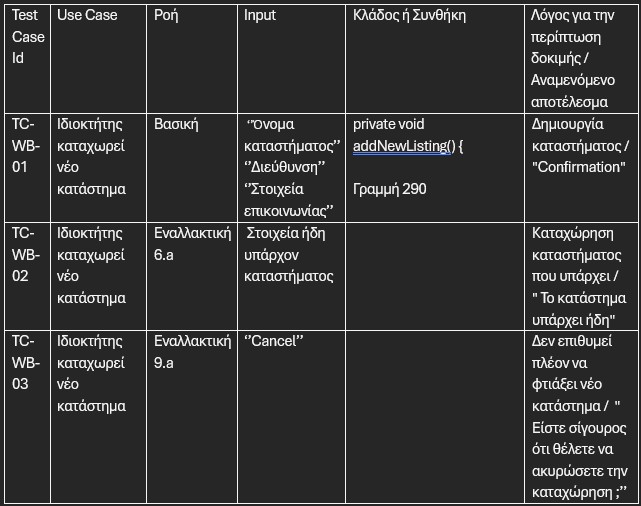 Test
Case
Id
Use Case
Ροή
Input
Κλάδος ή Συνθήκη
Λόγος για την
περίπτωση
δοκιμής /
Αναμενόμενο
αποτέλεσμα
TC-
WB-
01
Ιδιοκτήτης
καταχωρεί
νέο
κατάστημα
Βασική
‘’Όνομα
καταστήματος’’
‘’Διεύθυνση’’
‘’Στοιχεία
επικοινωνίας’’
private void
addNewListing() {
Γραμμή 290
Δημιουργία
καταστήματος /
"Confirmation"
TC-
WB-
02
Ιδιοκτήτης
καταχωρεί
νέο
κατάστημα
Εναλλακτική
6.a
Στοιχεία ήδη
υπάρχον
καταστήματος
Καταχώρηση
καταστήματος
που υπάρχει /
" Το κατάστημα
υπάρχει ήδη"
TC-
WB-
03
Ιδιοκτήτης
καταχωρεί
νέο
κατάστημα
Εναλλακτική
9.a
‘’Cancel’’
Δεν επιθυμεί
πλέον να
φτιάξει νέο
κατάστημα / "
Είστε σίγουρος
ότι θέλετε να
ακυρώσετε την
καταχώρηση ;’’